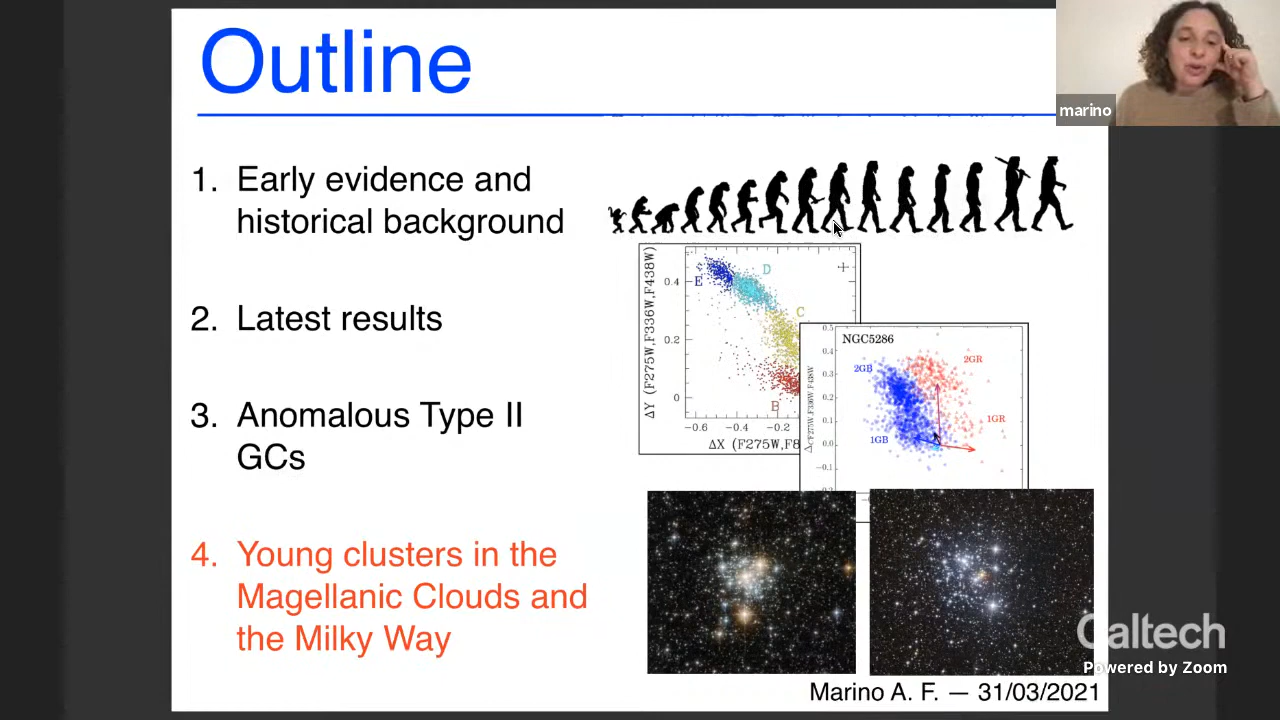 Outline
marino
1. Early evidence and
historical background
2. Latest results
3. Anomalous Type II
GCs
4. Young clusters in the
Magellanic Clouds and
the Milky Way
ΔY (F275W,F336W,F438W)
0.4
0.2
0
E
D
C
B
−0.6
−0.4
−0.2
ΔX (F275W,F8
NGC5286
2GB
2GR
1GB
1GR
0.5
0.4
0.3
0.2
0.1
0.0
−0.1
Caltech
Powered by Zoom
Marino A. F. — 31/03/2021